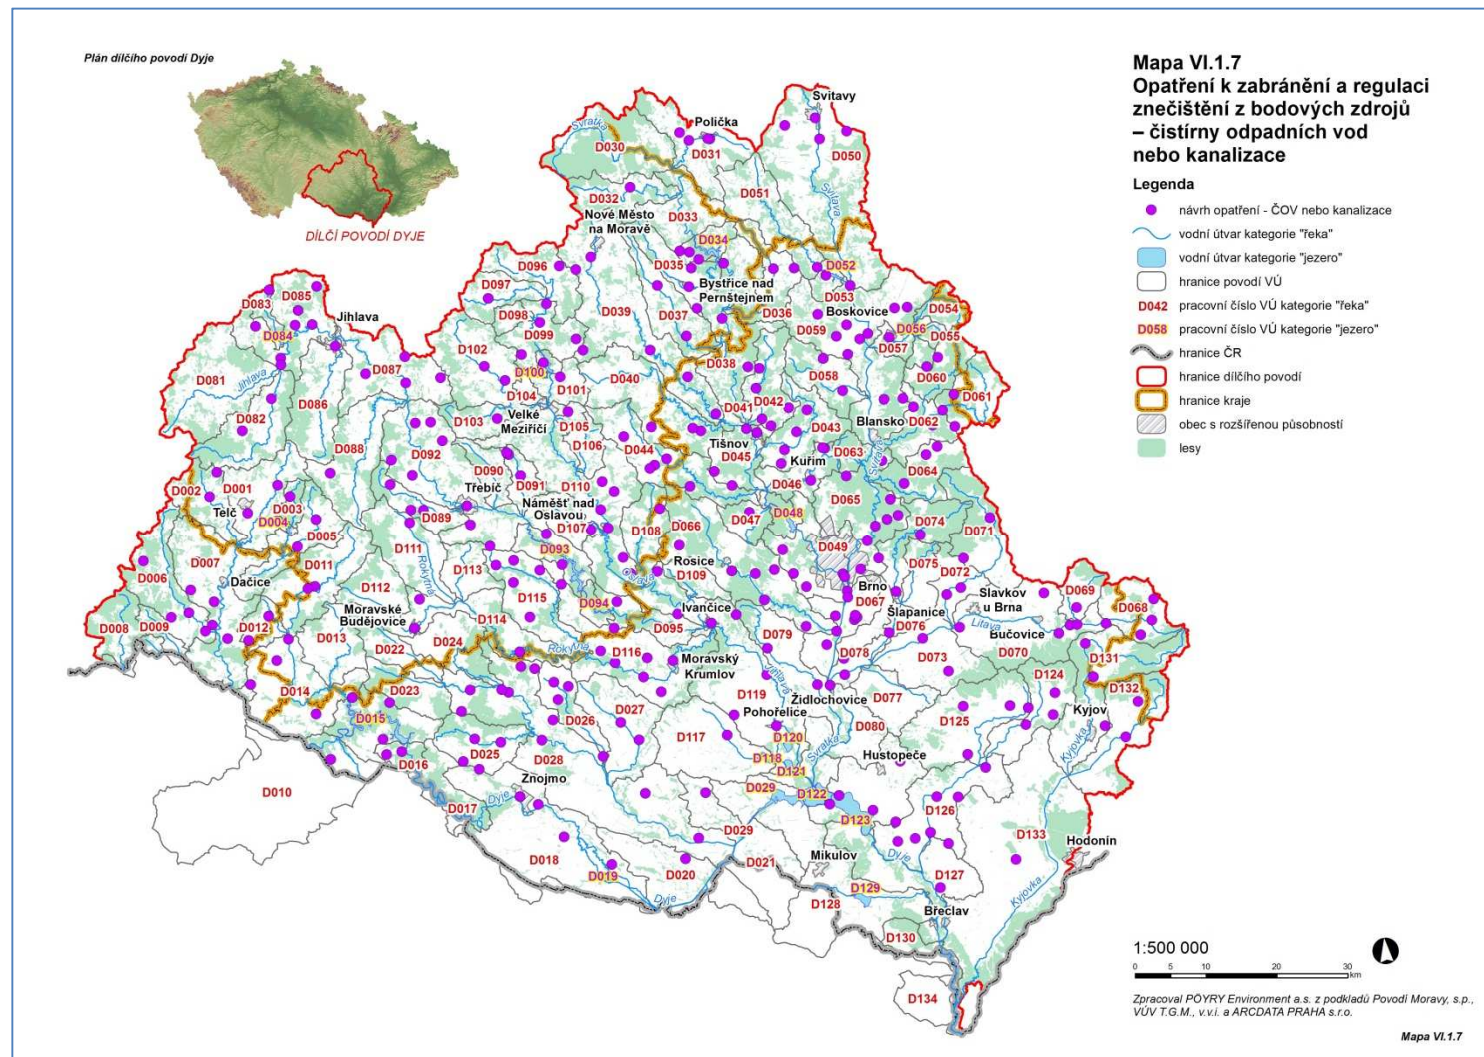 Plán dílčího povodí Dyje
DÍLČÍ POVODÍ DYJE
Mapa VI.1.7
Opatření k zabránění a regulaci
znečištění z bodových zdrojů
– čistírny odpadních vod
nebo kanalizace
Legenda
návrh opatření - ČOV nebo kanalizace
vodní útvar kategorie "řeka"
vodní útvar kategorie "jezero"
hranice povodí VÚ
D042 pracovní číslo VÚ kategorie "řeka"
D058 pracovní číslo VÚ kategorie "jezero"
hranice ČR
hranice dílčího povodí
hranice kraje
obec s rozšířenou působností
lesy
Svitavy
Svratka
Polička
D030
D031
D050
D051
Svitava
D032
Nové Město
na Moravě
D033
D034
D035
D052
D096
D097
Bystřice nad
Pernštejnem
D053
D054
D083
D085
D098
D039
D037
D036
Boskovice
D056
D055
Jihlava
D084
D099
D059
D057
D102
D087
D038
D058
D060
D081
Jihlava
D100
D101
D040
D061
D082
D086
D104
D041
D042
D103
Velké
Meziříčí
D105
D106
Tišnov
D043
Blansko
D062
D088
D092
D044
D045
Kuřim
D063
Svitava
D064
D090
D091
D110
D046
D065
D002
D001
Telč
D003
D004
Třebíč
D089
Náměšť nad
Oslavou
D107
D108
D066
D047
D048
D074
D071
D005
D111
D093
D049
D006
D007
D011
Rokytná
D113
Oslava
Rosice
D109
D075
D072
Dačice
D112
D115
D094
Brno
D067
Slavkov
u Brna
D069
D068
D008
D009
D012
Moravské
Budějovice
D114
D095
Ivančice
Šlapanice
D076
Litava
Bučovice
D013
D022
D024
Rokytná
D116
D079
D078
D070
D131
Moravský
Krumlov
Jihlava
D073
D124
D132
D014
D023
D015
D119
Židlochovice
D077
D026
D027
Pohořelice
D080
D125
Kyjov
D117
D120
Svratka
Kyjovka
D025
D028
D118
D121
Hustopeče
D016
D010
Znojmo
D029
D122
D017
Dyje
D123
D126
D029
D133
D018
D019
D020
D021
Mikulov
Dyje
Hodonín
D127
Dyje
D129
D128
Břeclav
Kyjovka
D130
D134
1:500 000
0 5 10 20 30
km
Zpracoval PÖYRY Environment a.s. z podkladů Povodí Moravy, s.p.,
VÚV T.G.M., v.v.i. a ARCDATA PRAHA s.r.o.
Mapa VI.1.7